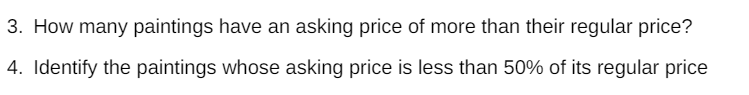 3. How many paintings have an asking price of more than their regular price?
4. Identify the paintings whose asking price is less than 50% of its regular price